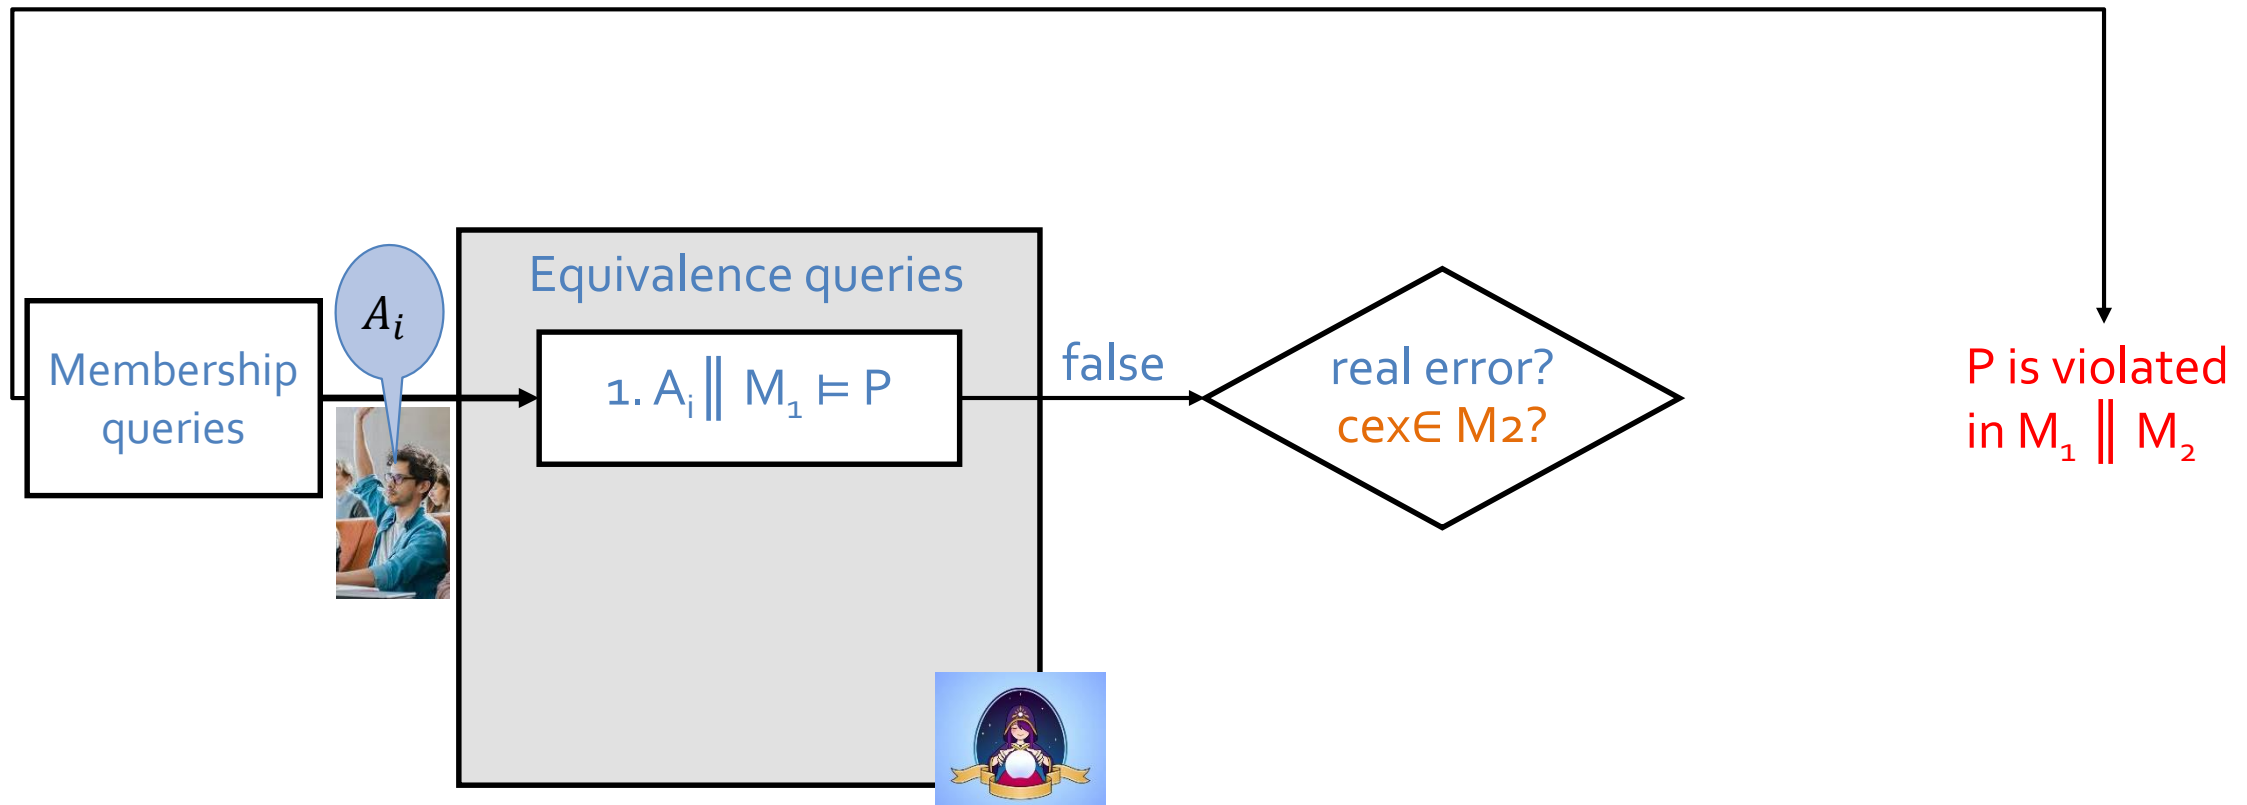 Membership
queries
A_i
Equivalence queries
1. A_i ‖ M_1 ⊨ P
false
real error?
cex∈ M2?
P is violated
in M_1 ‖ M_2